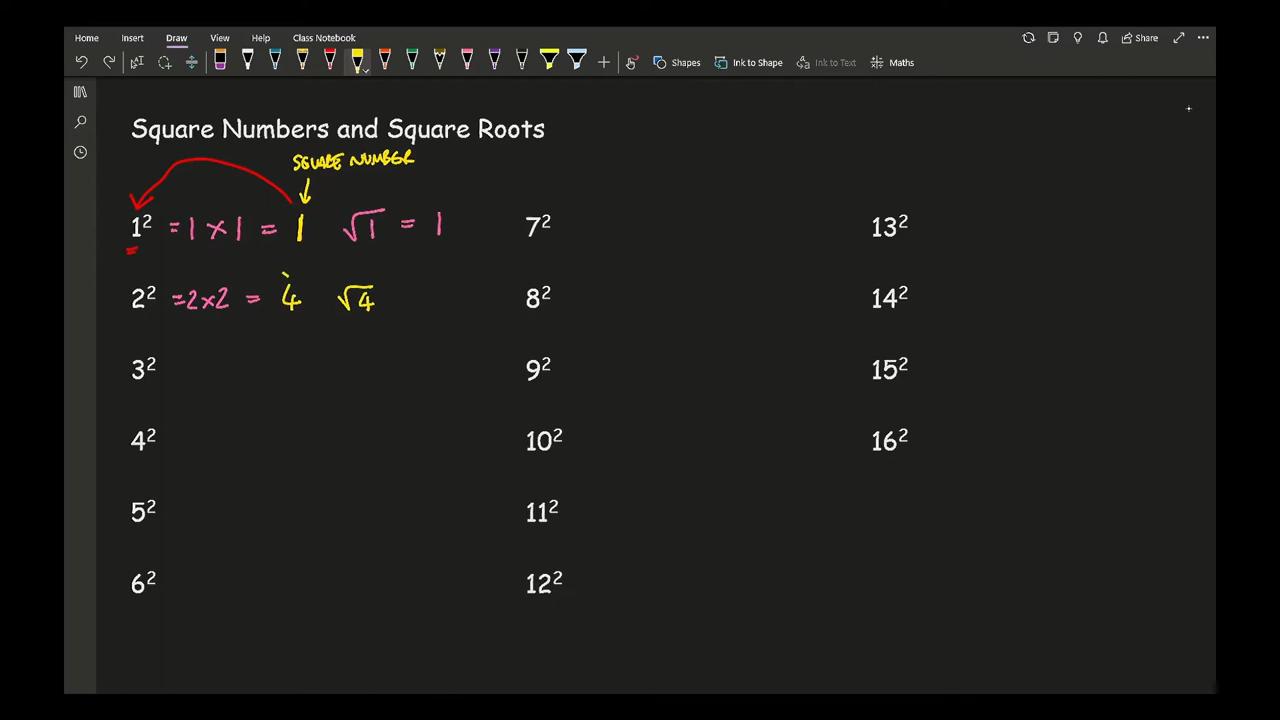 Home Insert Draw View Help Class Notebook
Share
Shapes Ink to Shape Ink to Text Maths
Square Numbers and Square Roots
SQUARE NUMBER
1² = 1 × 1 = 1 √1 = 1
2² = 2×2 = 4 √4
3²
4²
5²
6²
7²
8²
9²
10²
11²
12²
13²
14²
15²
16²